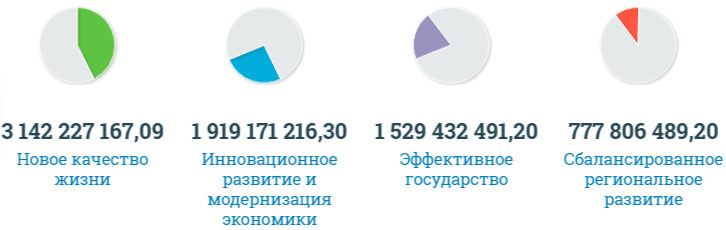 3 142 227 167,09
Новое качество
жизни
1 919 171 216,30
Инновационное
развитие и
модернизация
экономики
1 529 432 491,20
Эффективное
государство
777 806 489,20
Сбалансированное
региональное
развитие